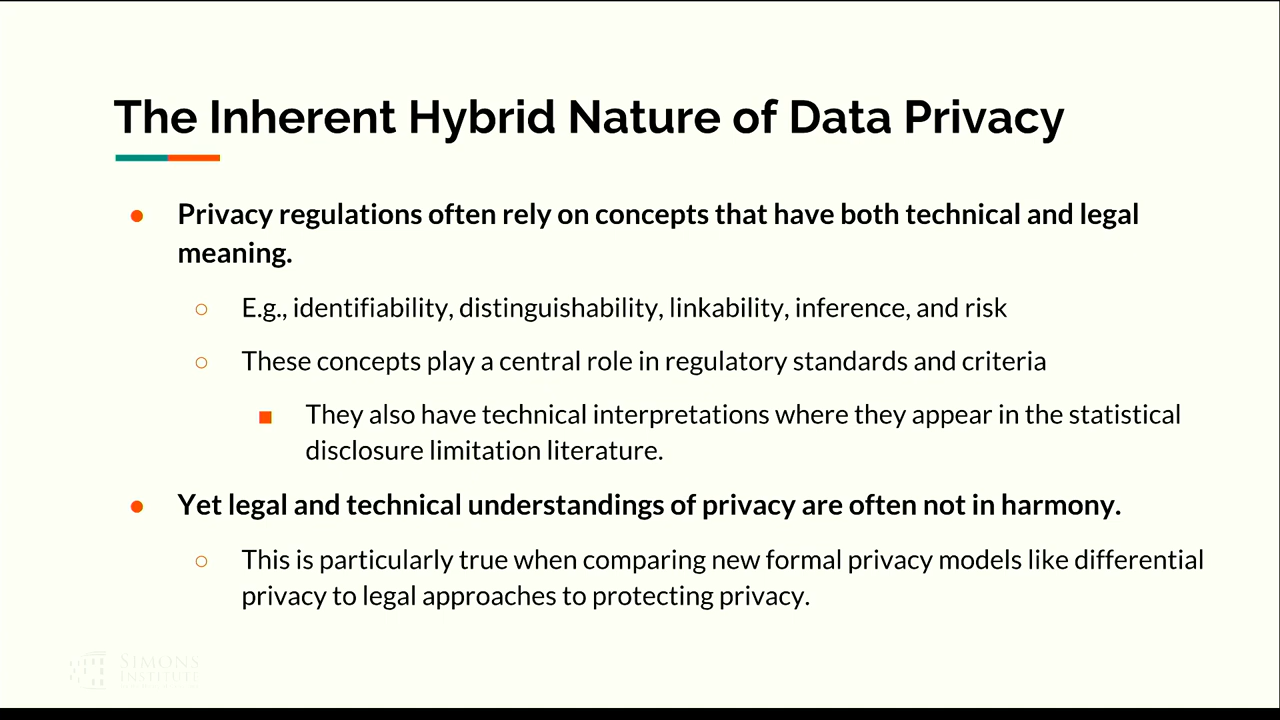 The Inherent Hybrid Nature of Data Privacy
● Privacy regulations often rely on concepts that have both technical and legal
meaning.
○ E.g., identifiability, distinguishability, linkability, inference, and risk
○ These concepts play a central role in regulatory standards and criteria
■ They also have technical interpretations where they appear in the statistical
disclosure limitation literature.
● Yet legal and technical understandings of privacy are often not in harmony.
○ This is particularly true when comparing new formal privacy models like differential
privacy to legal approaches to protecting privacy.
SIMONS
INSTITUTE